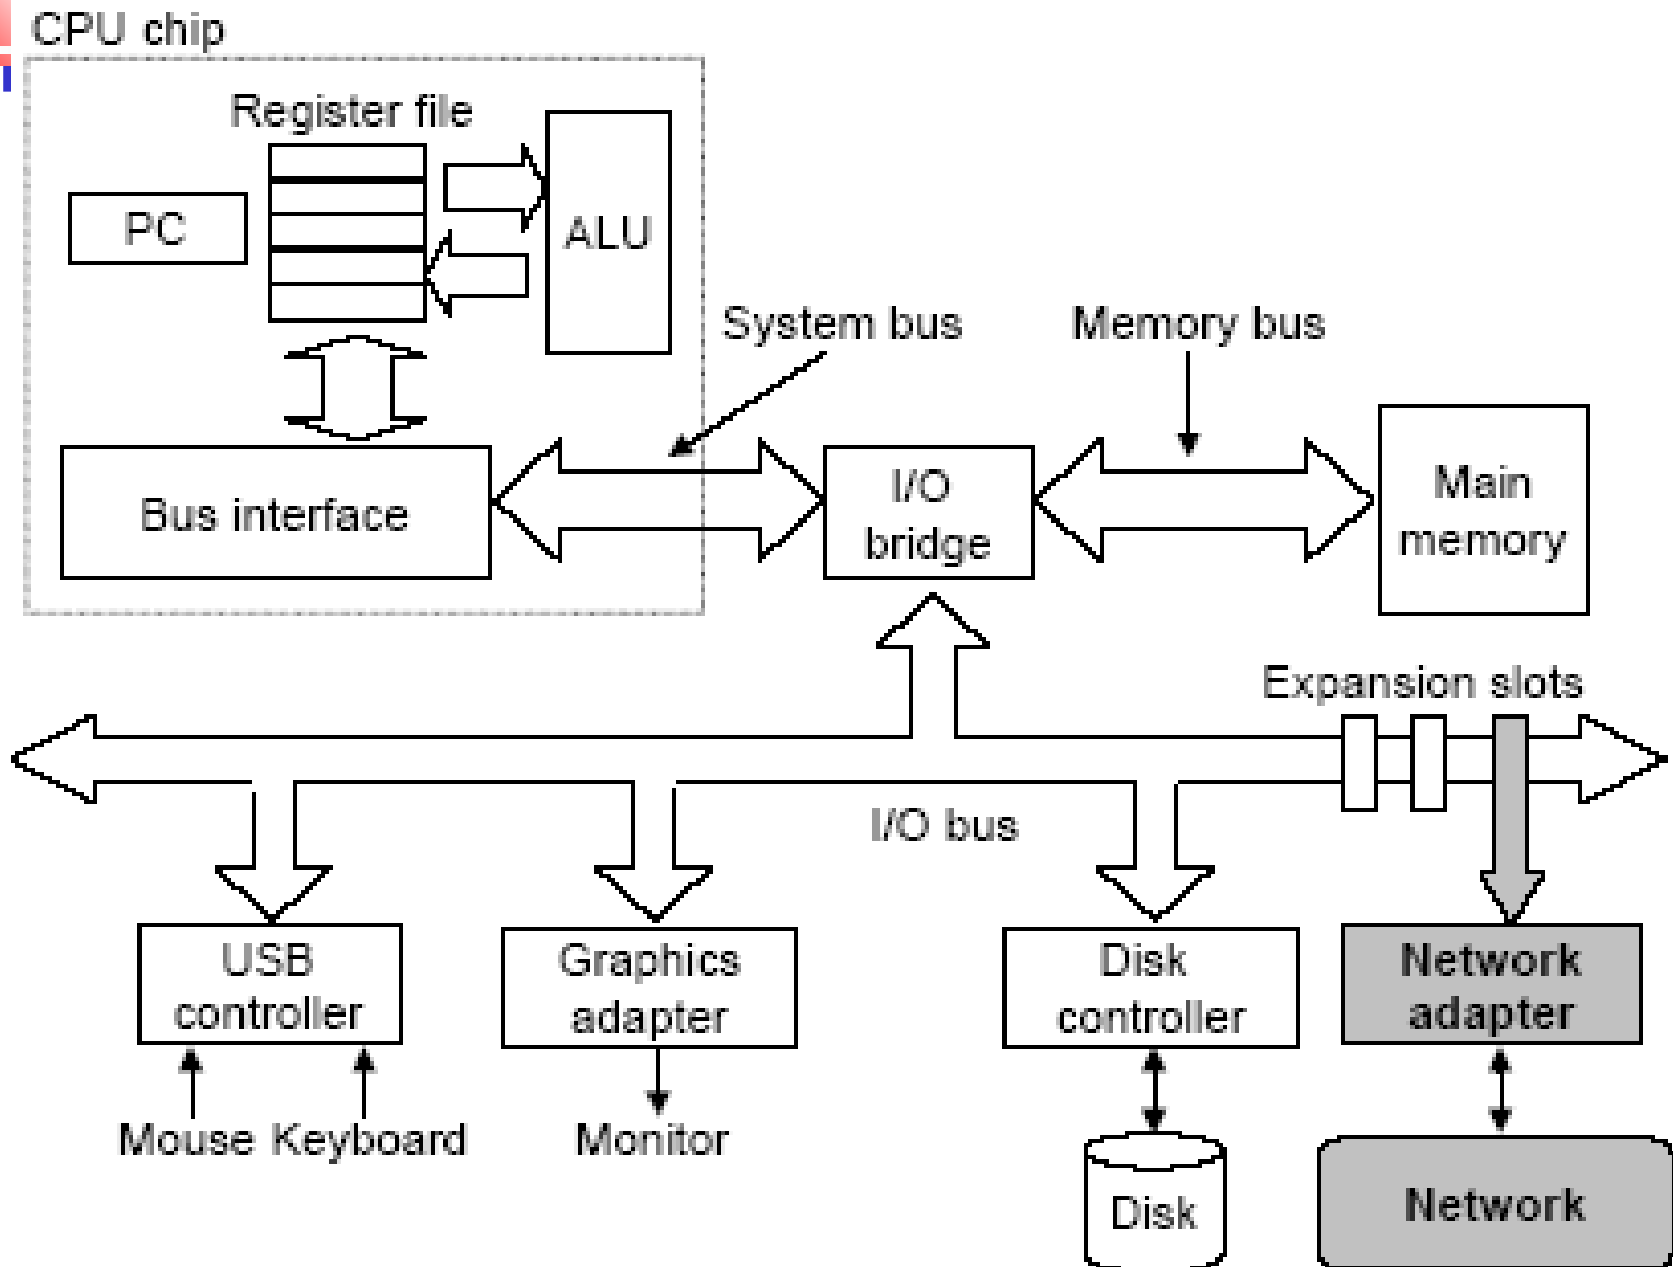 CPU chip
Register file
PC
ALU
System bus
Memory bus
Bus interface
I/O
bridge
Main
memory
Expansion slots
I/O bus
USB
controller
Graphics
adapter
Disk
controller
Network
adapter
Mouse Keyboard
Monitor
Disk
Network